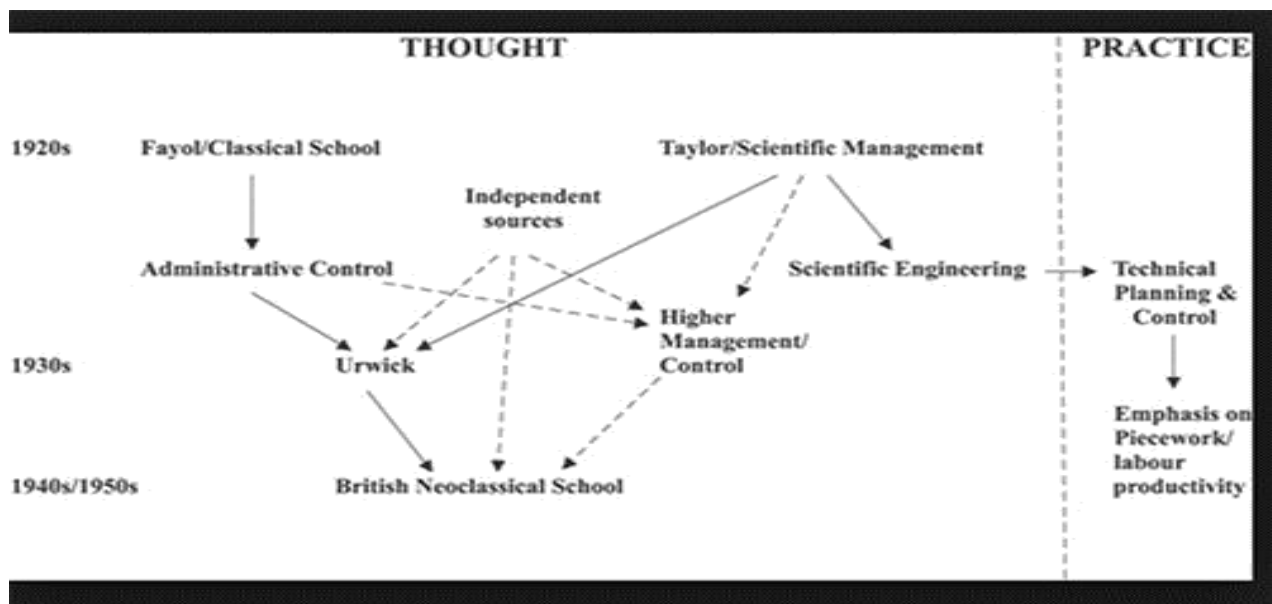 THOUGHT
PRACTICE
1920s
Fayol/Classical School
Taylor/Scientific Management
Independent
sources
Administrative Control
Scientific Engineering
Technical
Planning &
Control
Higher
Management/
Control
1930s
Urwick
Emphasis on
Piecework/
labour
productivity
1940s/1950s
British Neoclassical School